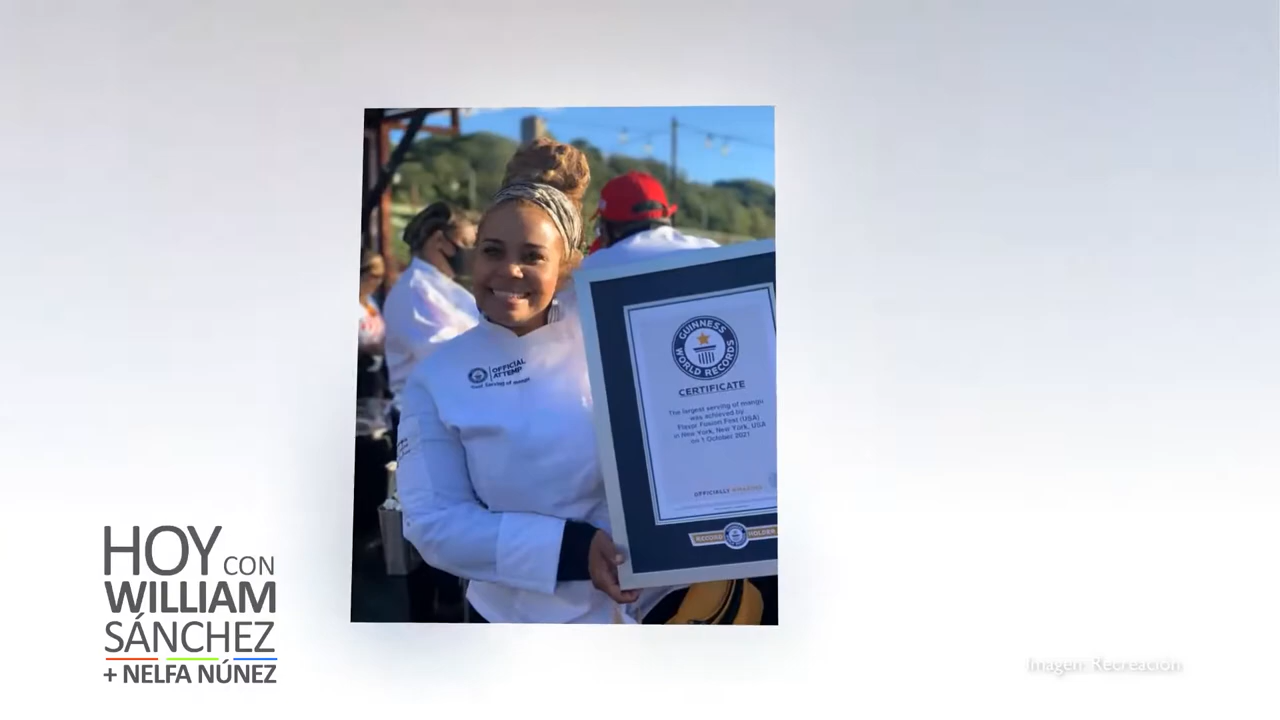 OFFICIAL
ATTEMP
GUINNESS
WORLD RECORDS
CERTIFICATE
The largest serving of mangu
was achieved by
Flavor Fusion Fest (USA)
in New York, New York, USA
on 1 October 2021
OFFICIALLY AMAZING
RECORD HOLDER
HOY CON
WILLIAM
SÁNCHEZ
+ NELFA NÚNEZ
Imagen: Recreación